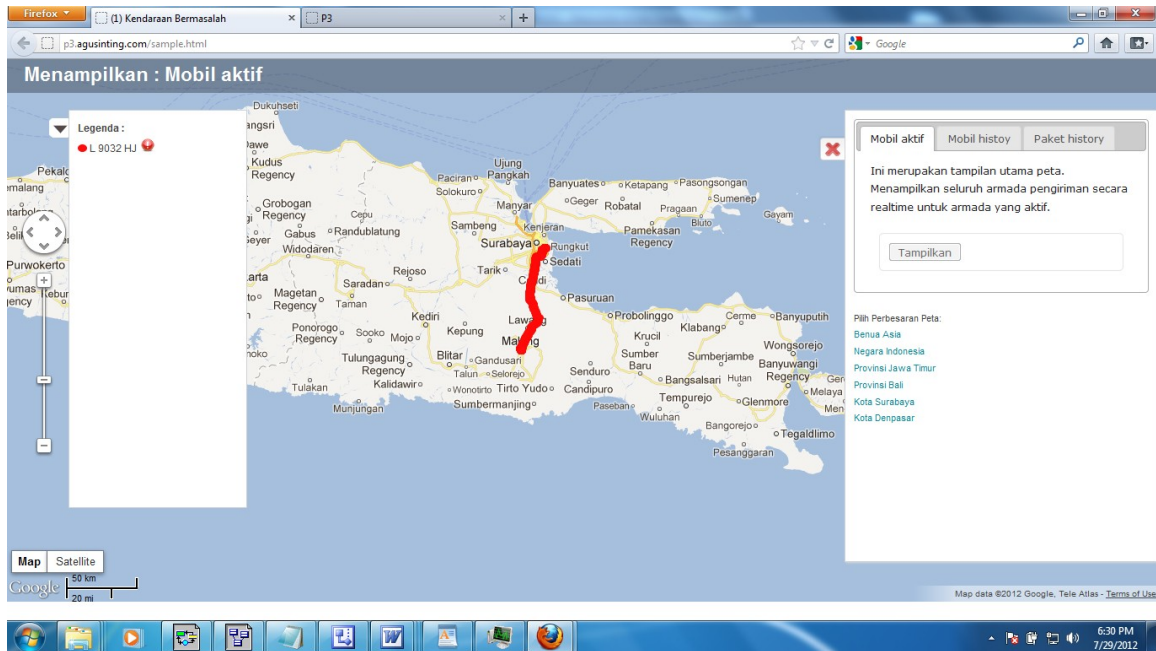 Firefox
(1) Kendaraan Bermasalah
P3
p3.agusinting.com/sample.html
Google
Menampilkan : Mobil aktif
Legenda :
L 9032 HJ
Mobil aktif
Mobil histoy
Paket history
Ini merupakan tampilan utama peta.
Menampilkan seluruh armada pengiriman secara
realtime untuk armada yang aktif.
Tampilkan
Pilih Perbesaran Peta:
Benua Asia
Negara Indonesia
Provinsi Jawa Timur
Provinsi Bali
Kota Surabaya
Kota Denpasar
Dukuhseti
Kudus
Regency
Grobogan
Regency
Cepu
Gabus
Randublatung
Widodaren
Purwokerto
Paciran
Ujung
Pangkah
Solokuro
Manyar
Sambeng
Kenjeran
Surabaya
Rungkut
Sedati
Tarik
Banyuates
Ketapang
Pasongsongan
Geger
Robatal
Pragaan
Sumenep
Pamekasan
Regency
Bluto
Gayam
Rejoso
Saradan
Magetan
Regency
Taman
Kediri
Pasuruan
Ponorogo
Regency
Sooko
Mojo
Kepung
Tulungagung
Regency
Blitar
Gandusari
Talun
Selorejo
Tulakan
Kalidawir
Wonotirto
Tirto Yudo
Candipuro
Senduro
Munjungan
Sumbermanjing
Probolinggo
Cerme
Banyuputih
Klabang
Krucil
Wongsorejo
Sumber
Baru
Sumberjambe
Banyuwangi
Regency
Bangsalsari
Hutan
Tempurejo
Glenmore
Melaya
Paseban
Wuluhan
Bangorejo
Tegaldlimo
Pesanggaran
Map
Satellite
Google
50 km
20 mi
Map data ©2012 Google, Tele Atlas - Terms of Use
6:30 PM
7/29/2012